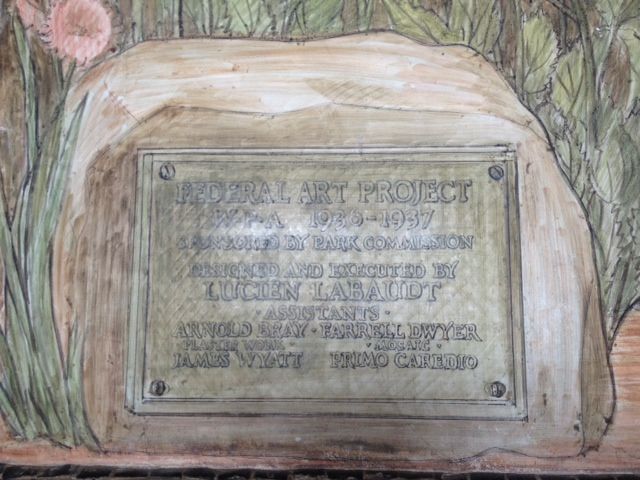 FEDERAL ART PROJECT
W·P·A 1936-1937
SPONSORED BY PARK COMMISSION
DESIGNED AND EXECUTED BY
LUCIEN LABAUDT
·ASSISTANTS·
ARNOLD BRAY · FARRELL DWYER
PLASTER WORK · MOSAIC ·
JAMES WYATT PRIMO CAREDIO